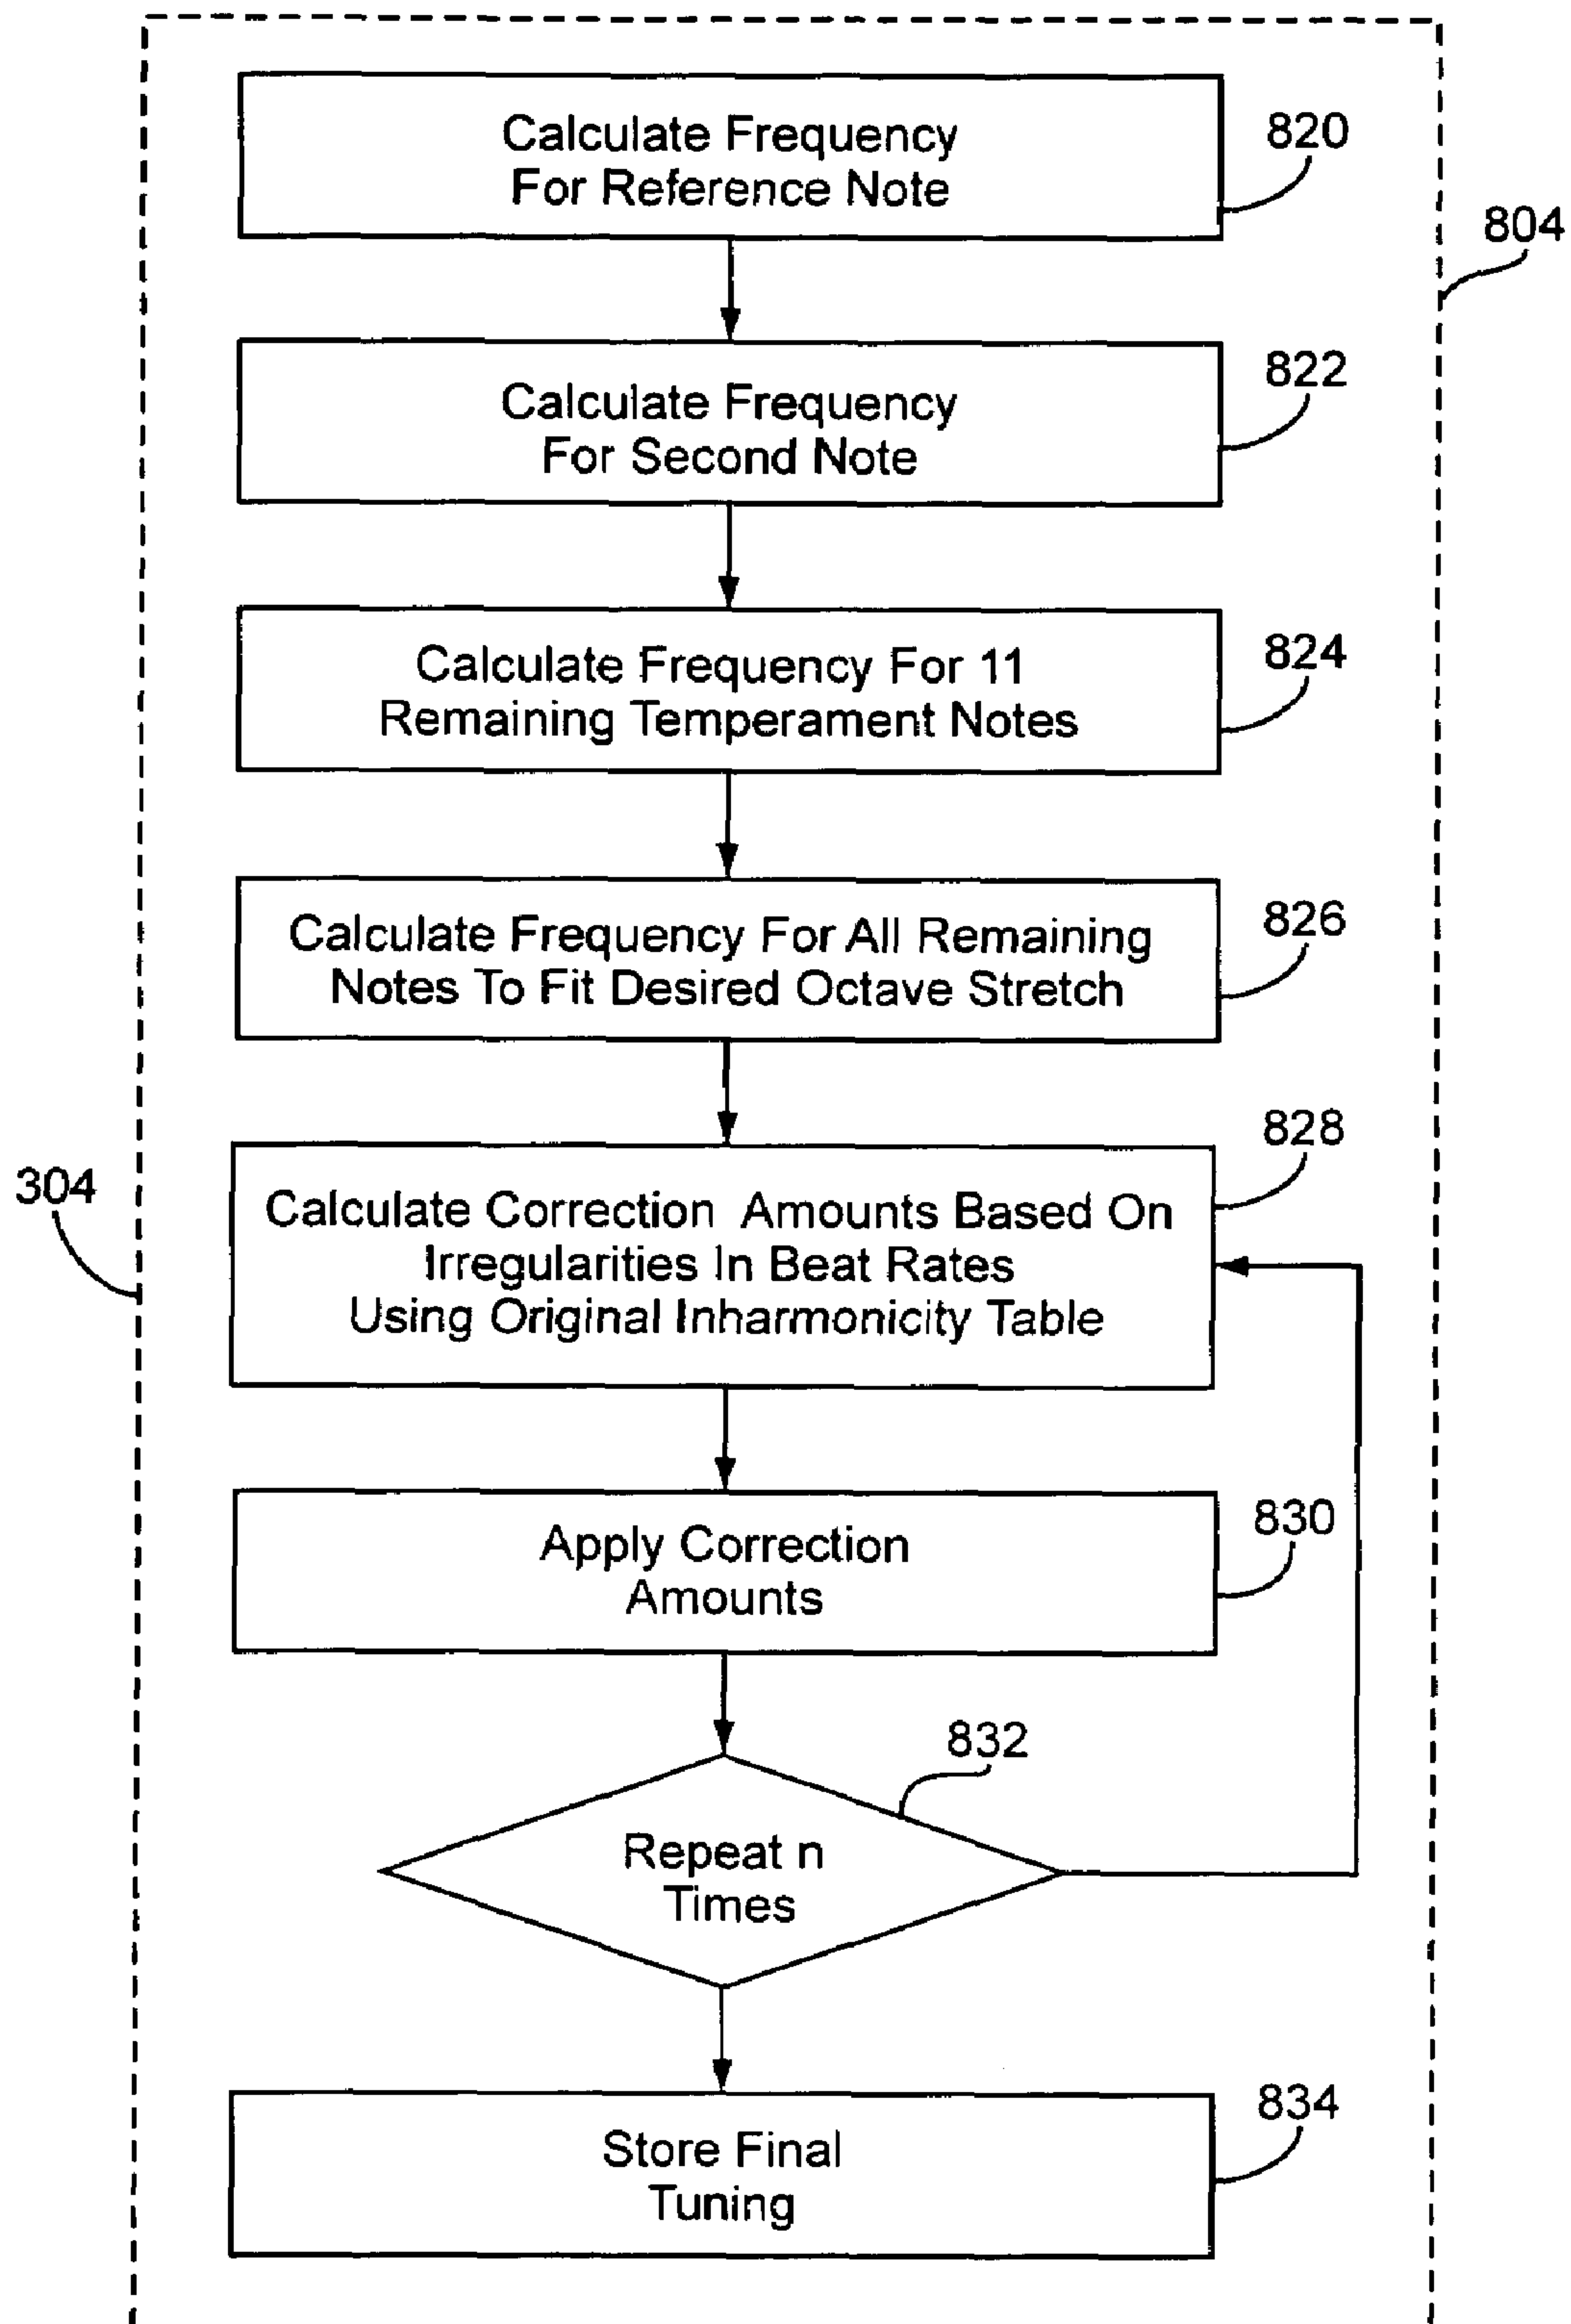 Calculate Frequency
For Reference Note
820
804
Calculate Frequency
For Second Note
822
Calculate Frequency For 11
Remaining Temperament Notes
824
Calculate Frequency For All Remaining
Notes To Fit Desired Octave Stretch
826
304
Calculate Correction Amounts Based On
Irregularities In Beat Rates
Using Original Inharmonicity Table
828
Apply Correction
Amounts
830
832
Repeat n
Times
Store Final
Tuning
834